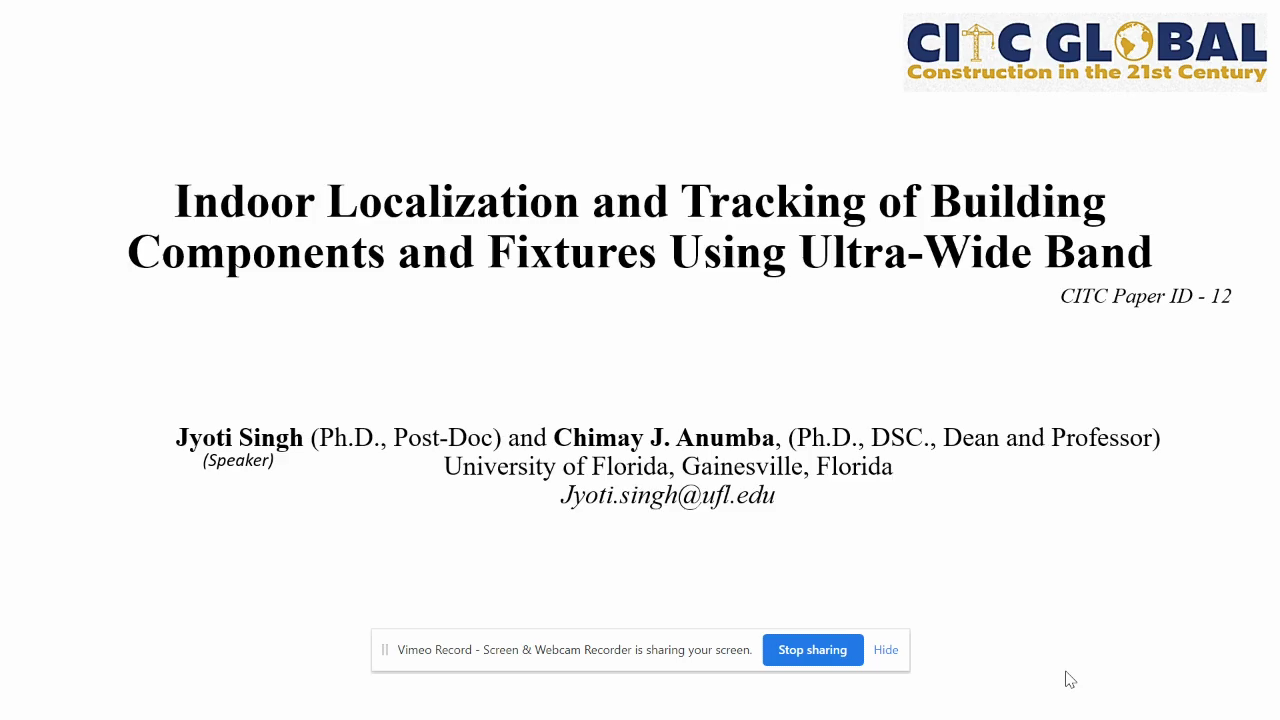 CITC GLOBAL
Construction in the 21st Century
Indoor Localization and Tracking of Building
Components and Fixtures Using Ultra-Wide Band
CITC Paper ID - 12
Jyoti Singh (Ph.D., Post-Doc) and Chimay J. Anumba, (Ph.D., DSC., Dean and Professor)
(Speaker)
University of Florida, Gainesville, Florida
Jyoti.singh@ufl.edu
Vimeo Record - Screen & Webcam Recorder is sharing your screen. Stop sharing Hide